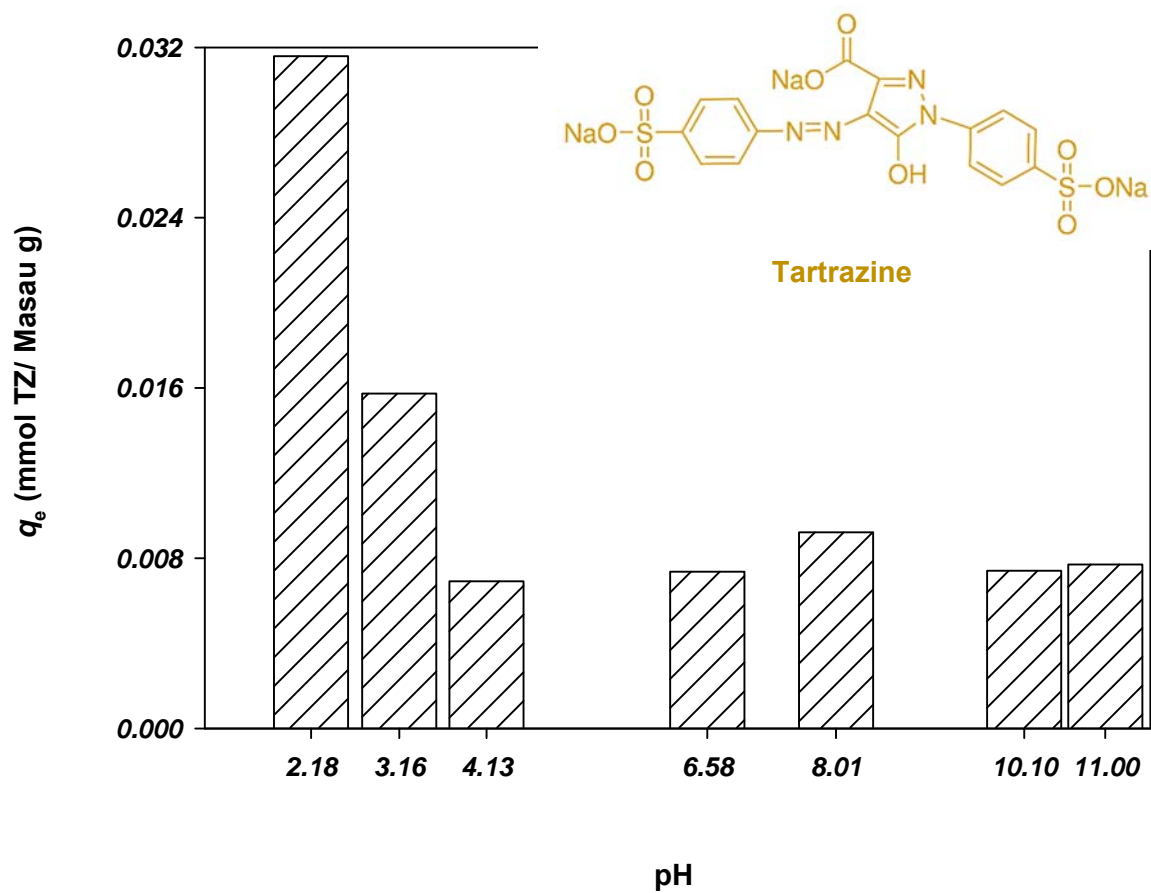 0.032
0.024
0.016
0.008
0.000
qe (mmol TZ/ Masau g)
O
NaO
N
N
OH
N=N
O
NaO
S
O
O
S
ONa
O
Tartrazine
2.18 3.16 4.13 6.58 8.01 10.10 11.00
pH